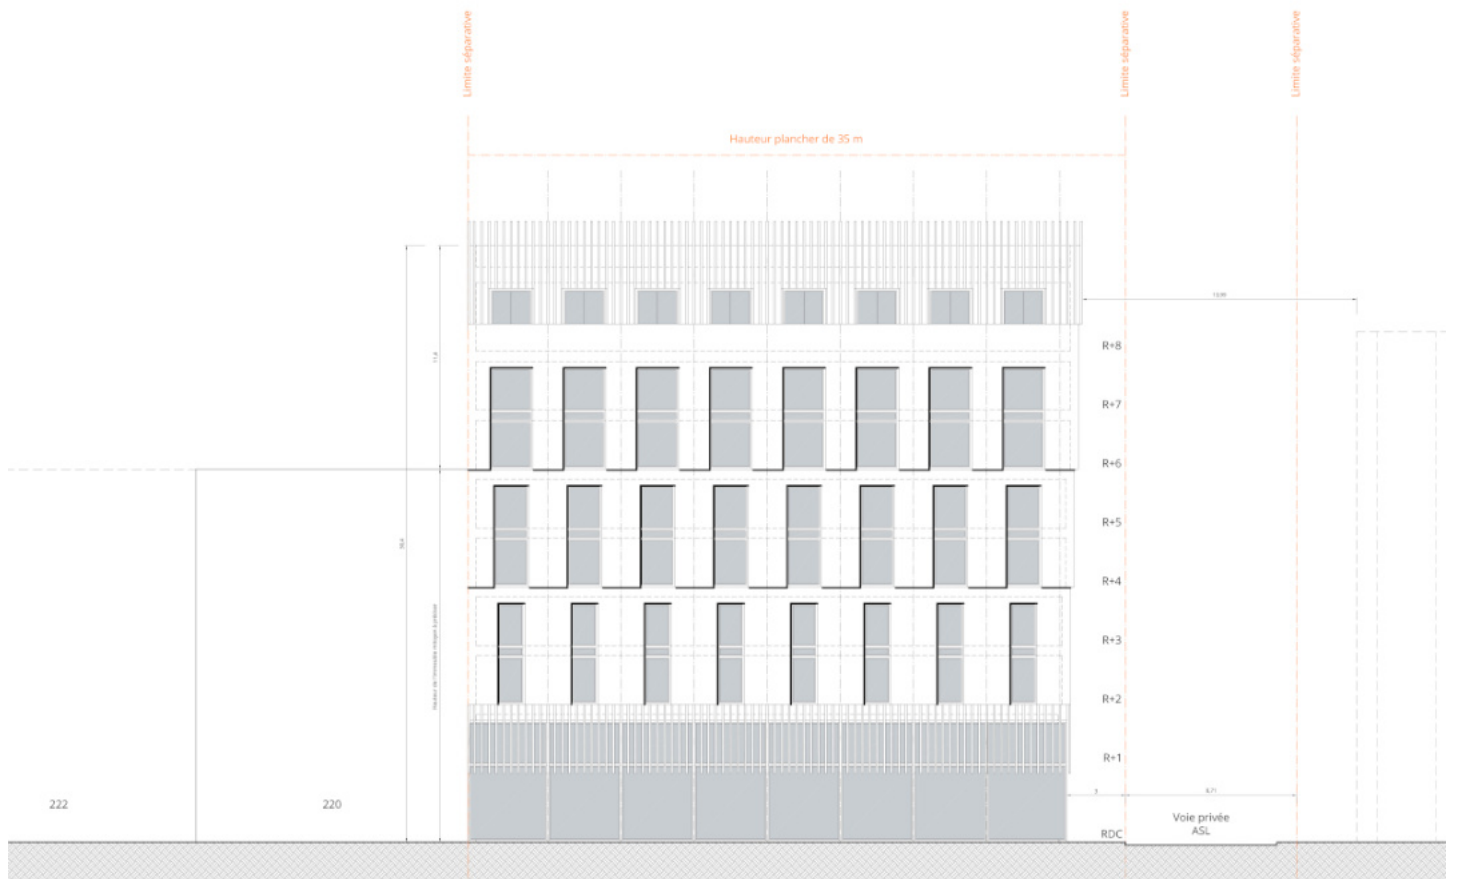 Limite séparative
Limite séparative
Limite séparative
Hauteur plancher de 35 m
R+8
R+7
R+6
R+5
R+4
R+3
R+2
R+1
3
222
220
Voie privée
ASL
RDC